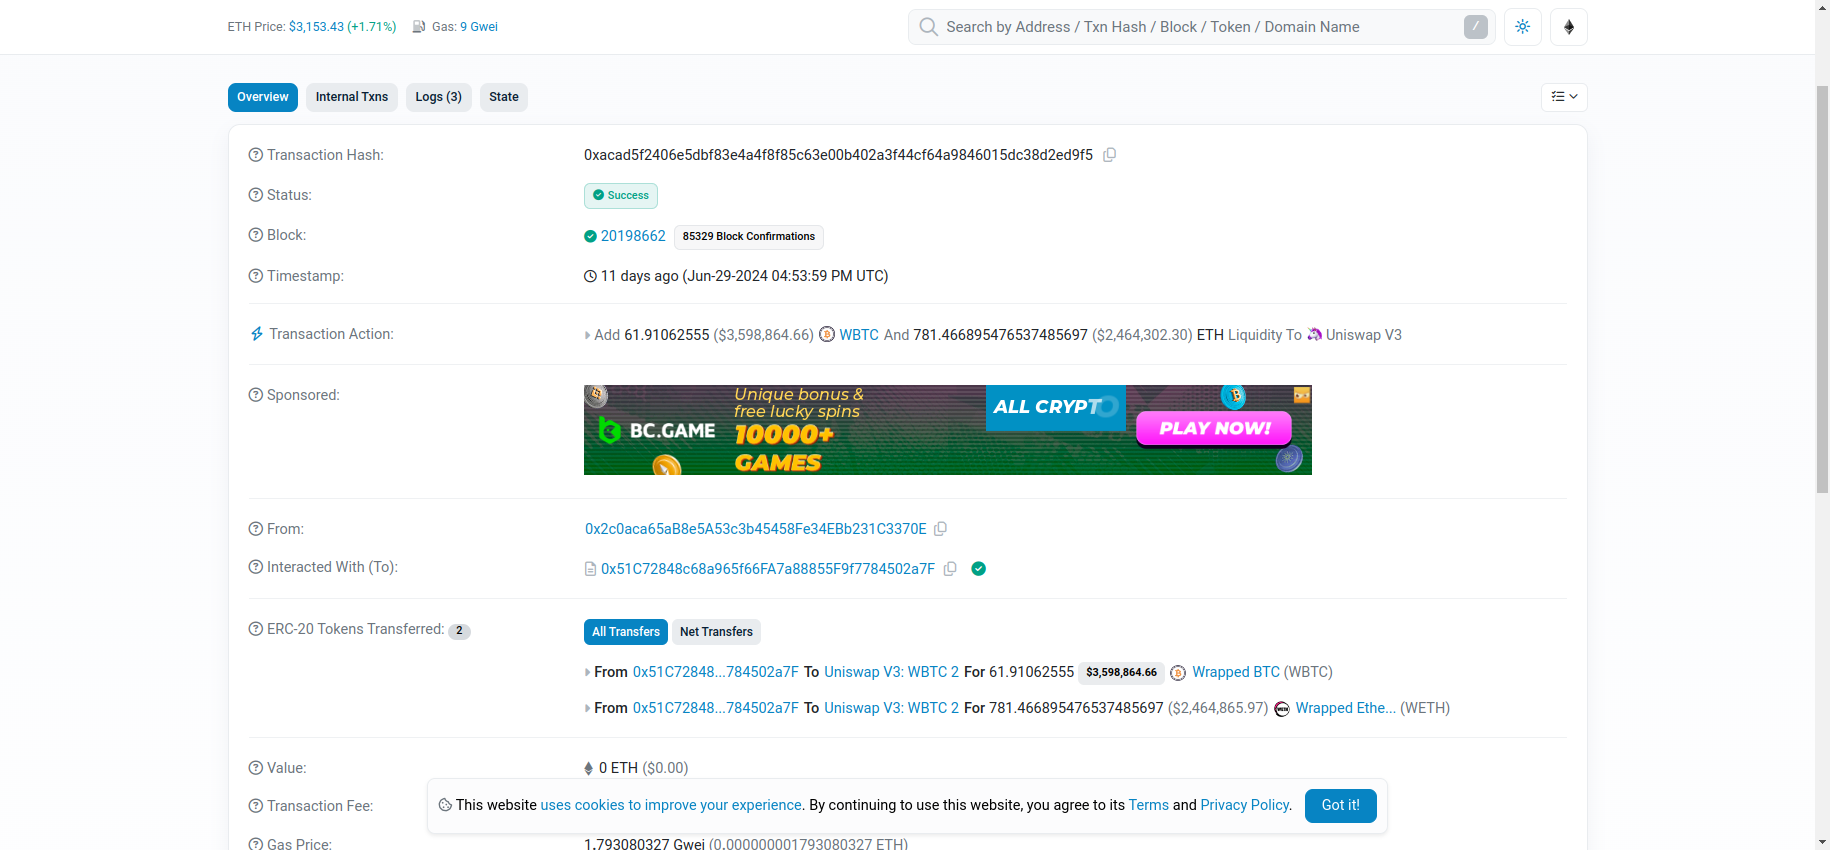 ETH Price: $3,153.43 (+1.71%) Gas: 9 Gwei
Search by Address / Txn Hash / Block / Token / Domain Name /
Overview Internal Txns Logs (3) State
Transaction Hash: 0xacad5f2406e5dbf83e4a4f8f85c63e00b402a3f44cf64a9846015dc38d2ed9f5
Status: Success
Block: 20198662 85329 Block Confirmations
Timestamp: 11 days ago (Jun-29-2024 04:53:59 PM UTC)
Transaction Action: Add 61.91062555 ($3,598,864.66) WBTC And 781.466895476537485697 ($2,464,302.30) ETH Liquidity To Uniswap V3
Sponsored:
BC.GAME
Unique bonus &
free lucky spins
10000+
GAMES
ALL CRYPTO
PLAY NOW!
From: 0x2c0aca65aB8e5A53c3b45458Fe34EBb231C3370E
Interacted With (To): 0x51C72848c68a965f66FA7a88855F9f7784502a7F
ERC-20 Tokens Transferred: 2 All Transfers Net Transfers
From 0x51C72848...784502a7F To Uniswap V3: WBTC 2 For 61.91062555 $3,598,864.66 Wrapped BTC (WBTC)
From 0x51C72848...784502a7F To Uniswap V3: WBTC 2 For 781.466895476537485697 ($2,464,865.97) Wrapped Ethe... (WETH)
Value: 0 ETH ($0.00)
Transaction Fee:
This website uses cookies to improve your experience. By continuing to use this website, you agree to its Terms and Privacy Policy. Got it!
Gas Price: 1.793080327 Gwei (0.000000001793080327 ETH)